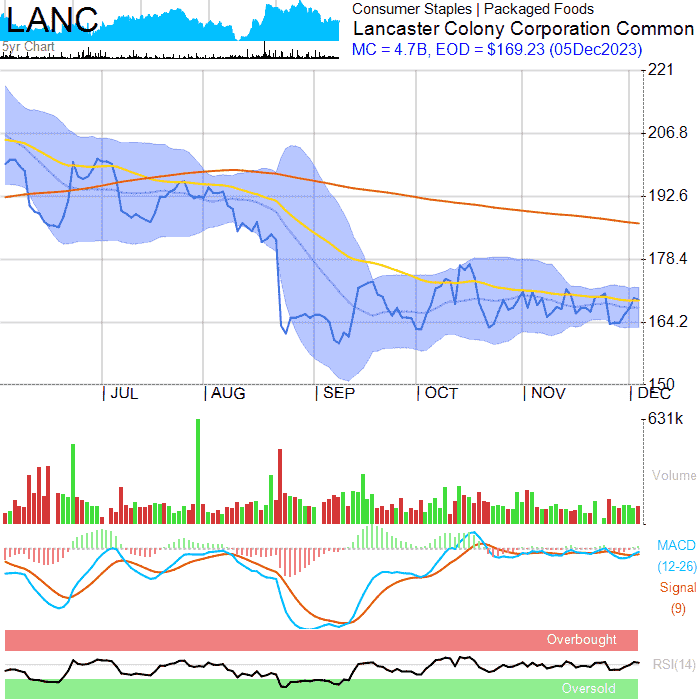 LANC
5yr Chart
Consumer Staples | Packaged Foods
Lancaster Colony Corporation Common
MC = 4.7B, EOD = $169.23 (05Dec2023)
221
206.8
192.6
178.4
164.2
150
JUL AUG SEP OCT NOV DEC
631k
Volume
MACD
(12-26)
Signal
(9)
Overbought
RSI(14)
Oversold